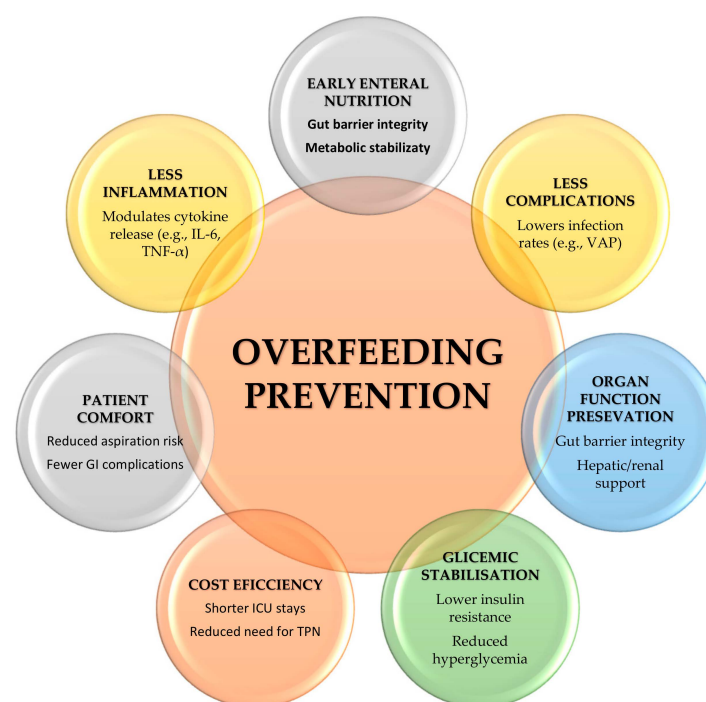 EARLY ENTERAL
NUTRITION
Gut barrier integrity
Metabolic stabilizaty
LESS
COMPLICATIONS
Lowers infection
rates (e.g., VAP)
ORGAN
FUNCTION
PRESEVATION
Gut barrier integrity
Hepatic/renal
support
GLICEMIC
STABILISATION
Lower insulin
resistance
Reduced
hyperglycemia
COST EFICCIENCY
Shorter ICU stays
Reduced need for TPN
PATIENT
COMFORT
Reduced aspiration risk
Fewer GI complications
LESS
INFLAMMATION
Modulates cytokine
release (e.g., IL-6,
TNF-α)
OVERFEEDING
PREVENTION